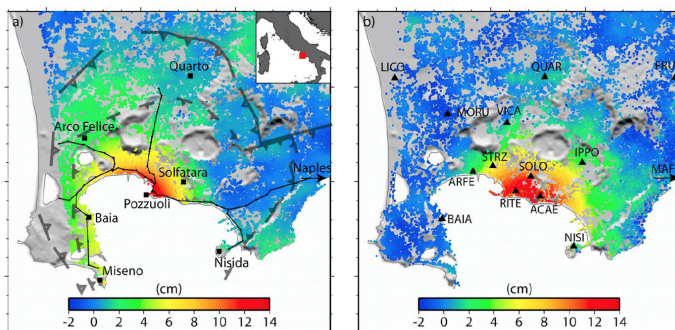 a)
Quarto
Arco Felice
Solfatara
Naples
Pozzuoli
Baia
Nisida
Miseno
(cm)
-2 0 2 4 6 8 10 12 14
b)
LICO
QUAR
FRU
MORU
VICA
STRZ
SOLO
IPPO
ARFE
RITE
ACAE
BAIA
NISI
(cm)
-2 0 2 4 6 8 10 12 14